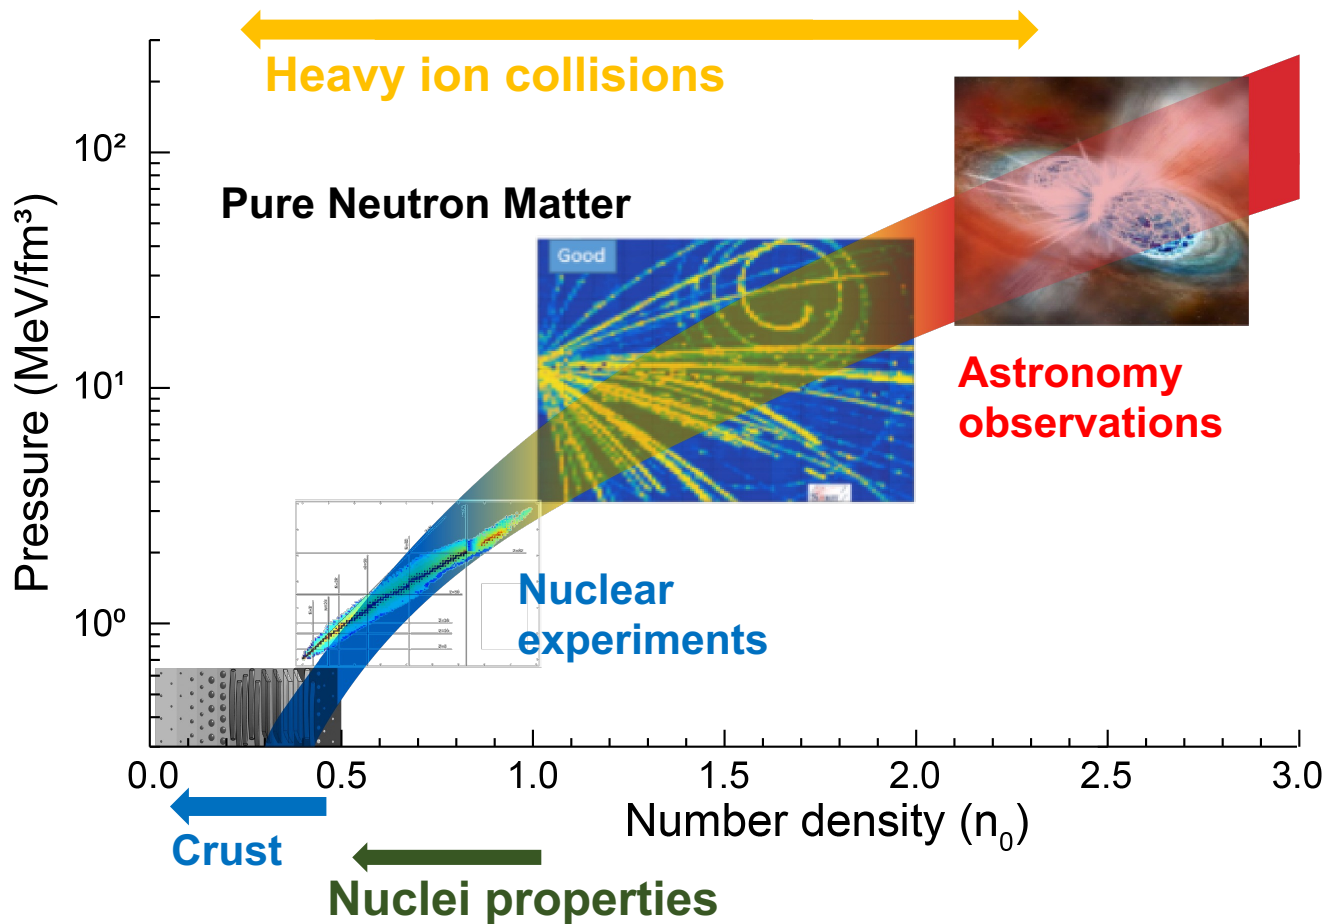 Heavy ion collisions
10²
Pure Neutron Matter
Good
Pressure (MeV/fm³)
10¹
Astronomy
observations
Nuclear
experiments
10⁰
0.0 0.5 1.0 1.5 2.0 2.5 3.0
Number density (n₀)
Crust
Nuclei properties